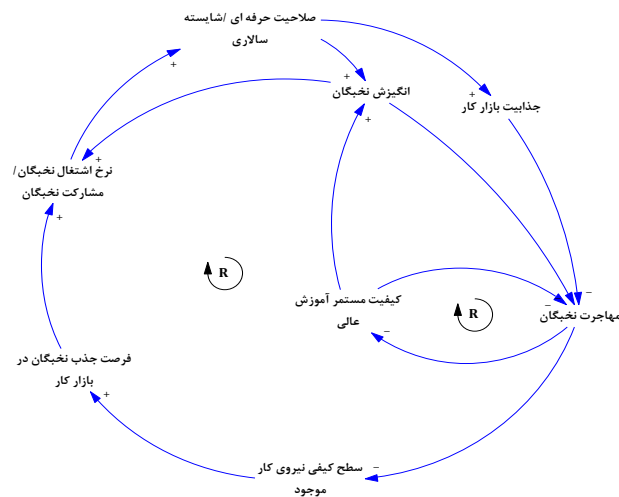 صلاحیت حرفه ای /شایسته
سالاری
+
+
+
انگیزش نخبگان
جذابیت بازار کار
+
+
نرخ اشتغال نخبگان/
مشارکت نخبگان
+
R
کیفیت مستمر آموزش
عالی
–
–
مهاجرت نخبگان
R
–
فرصت جذب نخبگان در
بازار کار
+
سطح کیفی نیروی کار
موجود
–